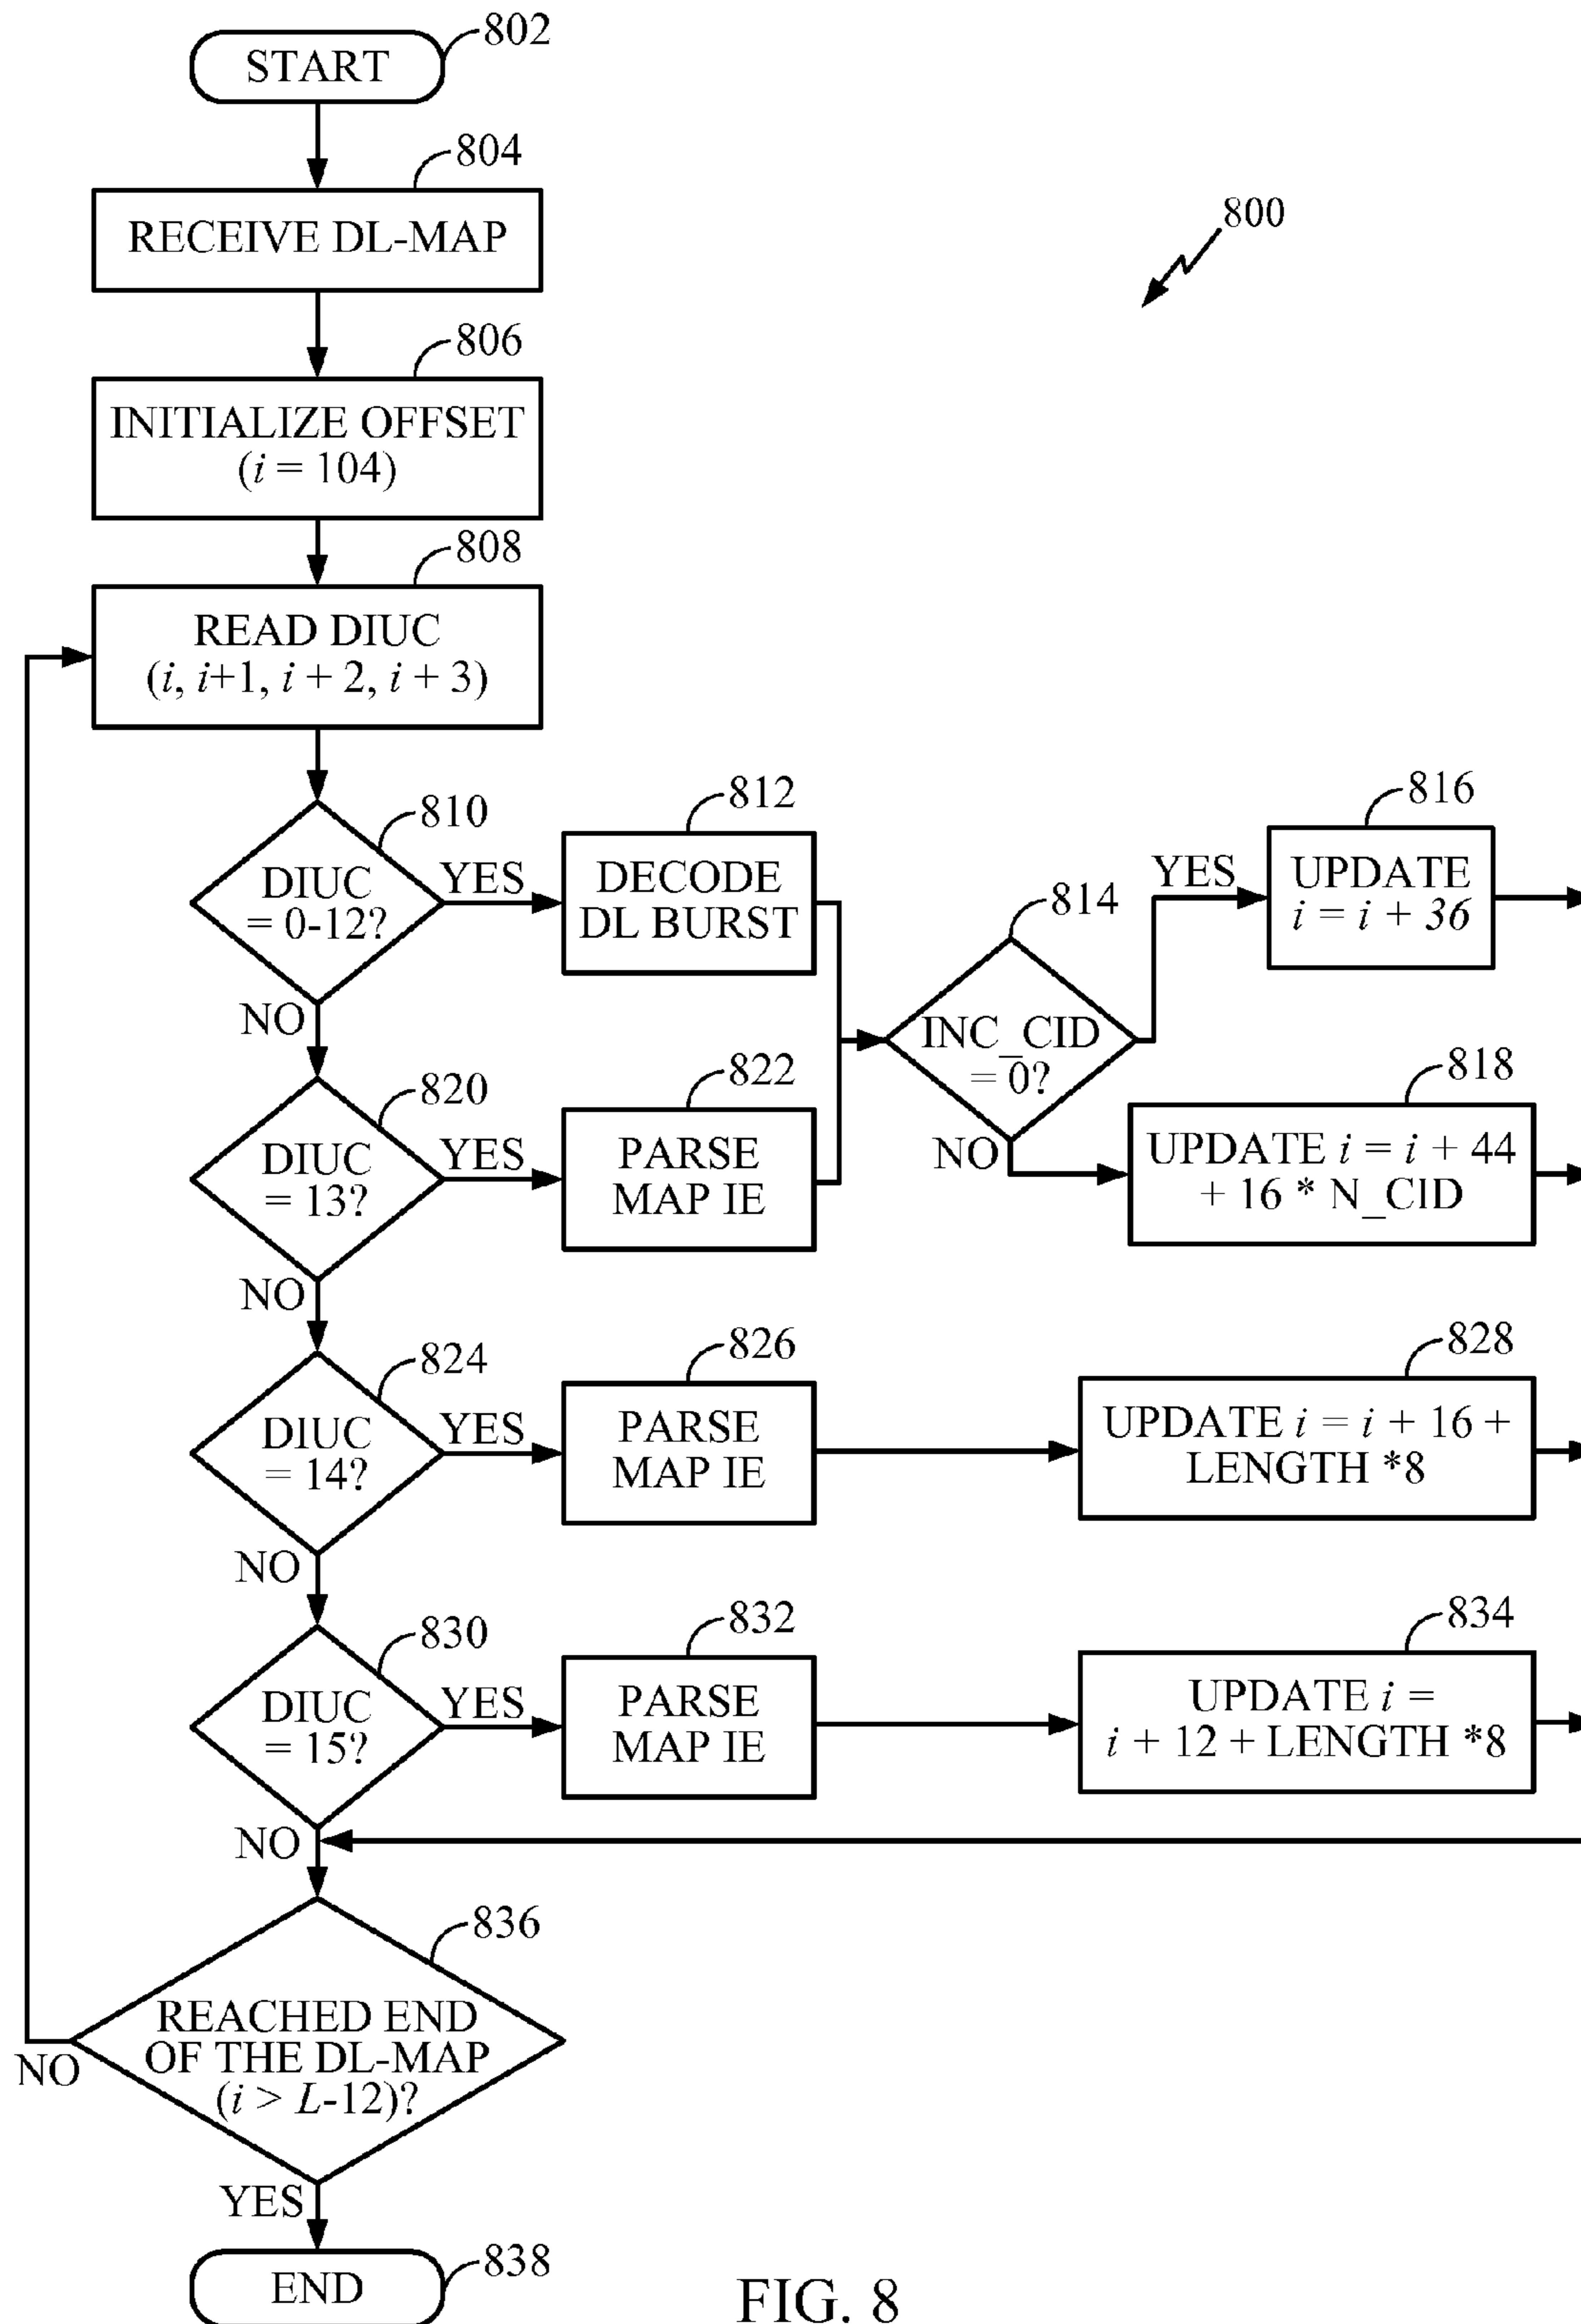 802
START
804
RECEIVE DL-MAP
800
806
INITIALIZE OFFSET
(i = 104)
808
READ DIUC
(i, i+1, i + 2, i + 3)
810
DIUC
= 0-12?
YES
NO
812
DECODE
DL BURST
814
INC_CID
= 0?
YES
NO
816
UPDATE
i = i + 36
818
UPDATE i = i + 44
+ 16 * N_CID
820
DIUC
= 13?
YES
NO
822
PARSE
MAP IE
824
DIUC
= 14?
YES
NO
826
PARSE
MAP IE
828
UPDATE i = i + 16 +
LENGTH *8
830
DIUC
= 15?
YES
NO
832
PARSE
MAP IE
834
UPDATE i =
i + 12 + LENGTH *8
836
REACHED END
OF THE DL-MAP
(i > L-12)?
NO
YES
838
END
FIG. 8